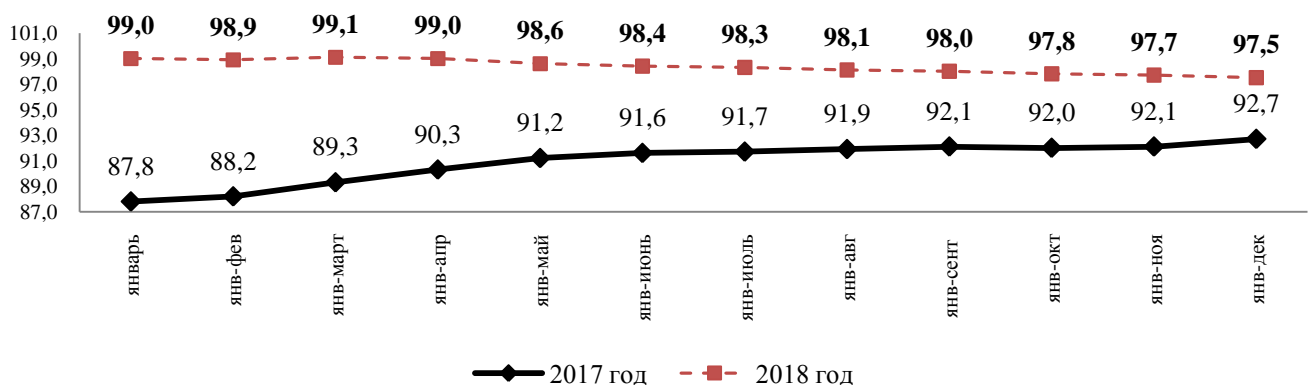 101,0
99,0
97,0
95,0
93,0
91,0
89,0
87,0
99,0 98,9 99,1 99,0 98,6 98,4 98,3 98,1 98,0 97,8 97,7 97,5
87,8 88,2 89,3 90,3 91,2 91,6 91,7 91,9 92,1 92,0 92,1 92,7
январь
янв-фев
янв-март
янв-апр
янв-май
янв-июнь
янв-июль
янв-авг
янв-сент
янв-окт
янв-ноя
янв-дек
2017 год 2018 год